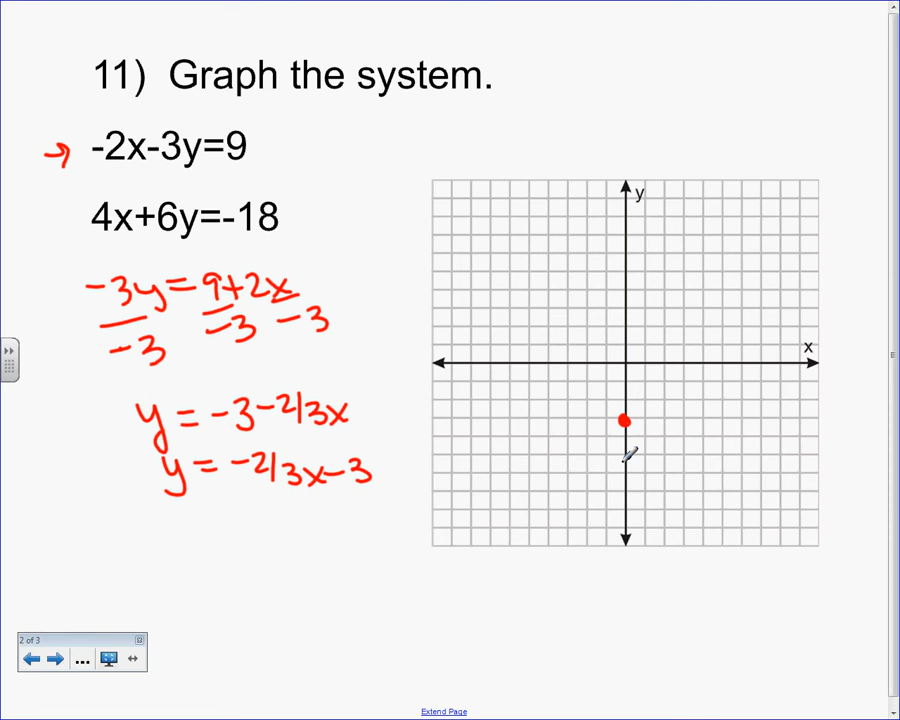 11) Graph the system.
-2x-3y=9
4x+6y=-18
-3y=9+2x
-3 -3 -3
y = -3-2/3x
y = -2/3x-3
y
x
2 of 3
...
Extend Page